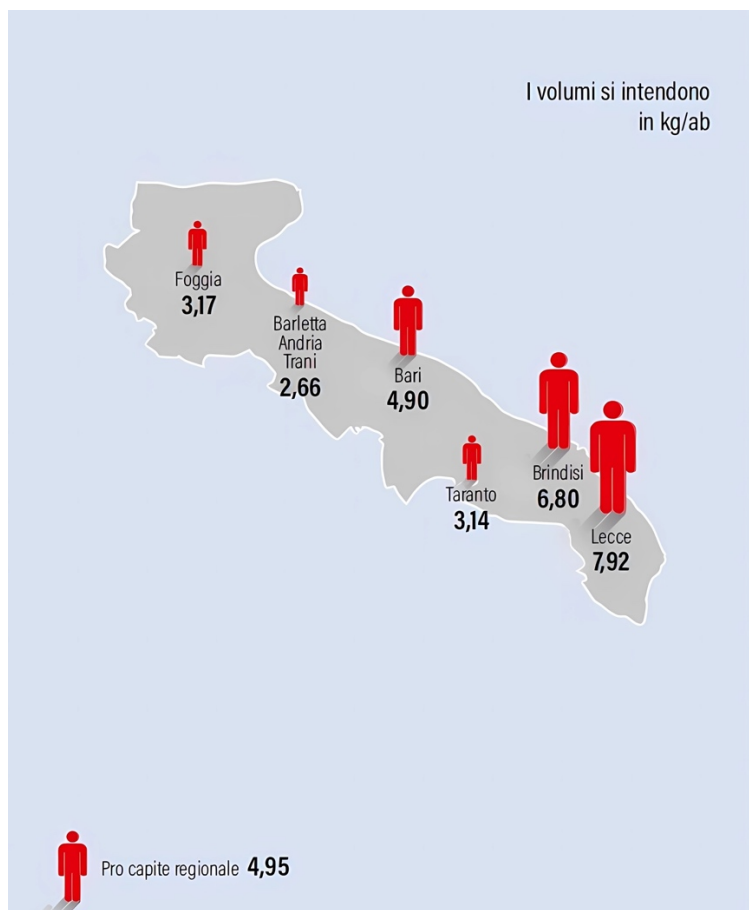 I volumi si intendono
in kg/ab
Foggia
3,17
Barletta
Andria
Trani
2,66
Bari
4,90
Taranto
3,14
Brindisi
6,80
Lecce
7,92
Pro capite regionale 4,95